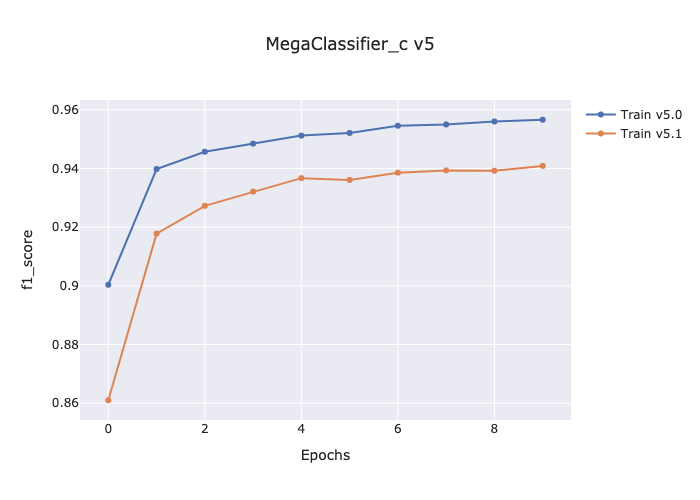 MegaClassifier_c v5
Train v5.0
Train v5.1
0.96
0.94
0.92
0.9
0.88
0.86
f1_score
0 2 4 6 8
Epochs